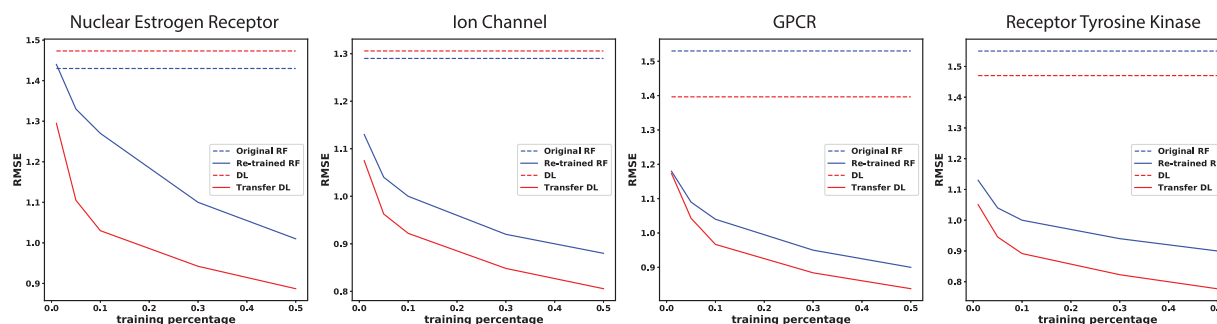 Nuclear Estrogen Receptor
1.5
1.4
1.3
1.2
1.1
1.0
0.9
RMSE
Original RF
Re-trained RF
DL
Transfer DL
0.0 0.1 0.2 0.3 0.4 0.5
training percentage
Ion Channel
1.3
1.2
1.1
1.0
0.9
0.8
RMSE
Original RF
Re-trained RF
DL
Transfer DL
0.0 0.1 0.2 0.3 0.4 0.5
training percentage
GPCR
1.5
1.4
1.3
1.2
1.1
1.0
0.9
RMSE
Original RF
Re-trained RF
DL
Transfer DL
0.0 0.1 0.2 0.3 0.4 0.5
training percentage
Receptor Tyrosine Kinase
1.5
1.4
1.3
1.2
1.1
1.0
0.9
0.8
RMSE
Original RF
Re-trained R
DL
Transfer DL
0.0 0.1 0.2 0.3 0.4
training percentage